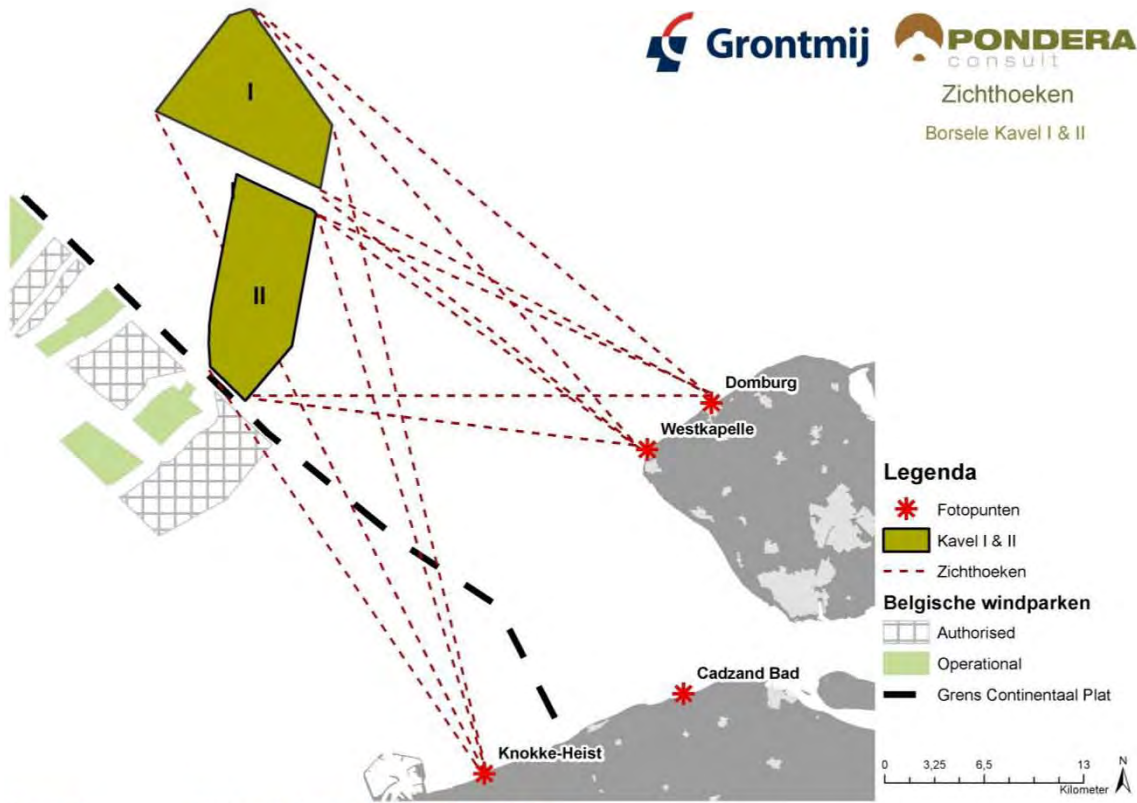 Grontmij
PONDERA
consult
Zichthoeken
Borsele Kavel I & II
I
II
Domburg
Westkapelle
Cadzand Bad
Knokke-Heist
Legenda
Fotopunten
Kavel I & II
Zichthoeken
Belgische windparken
Authorised
Operational
Grens Continentaal Plat
0 3,25 6,5 13
Kilometer
N